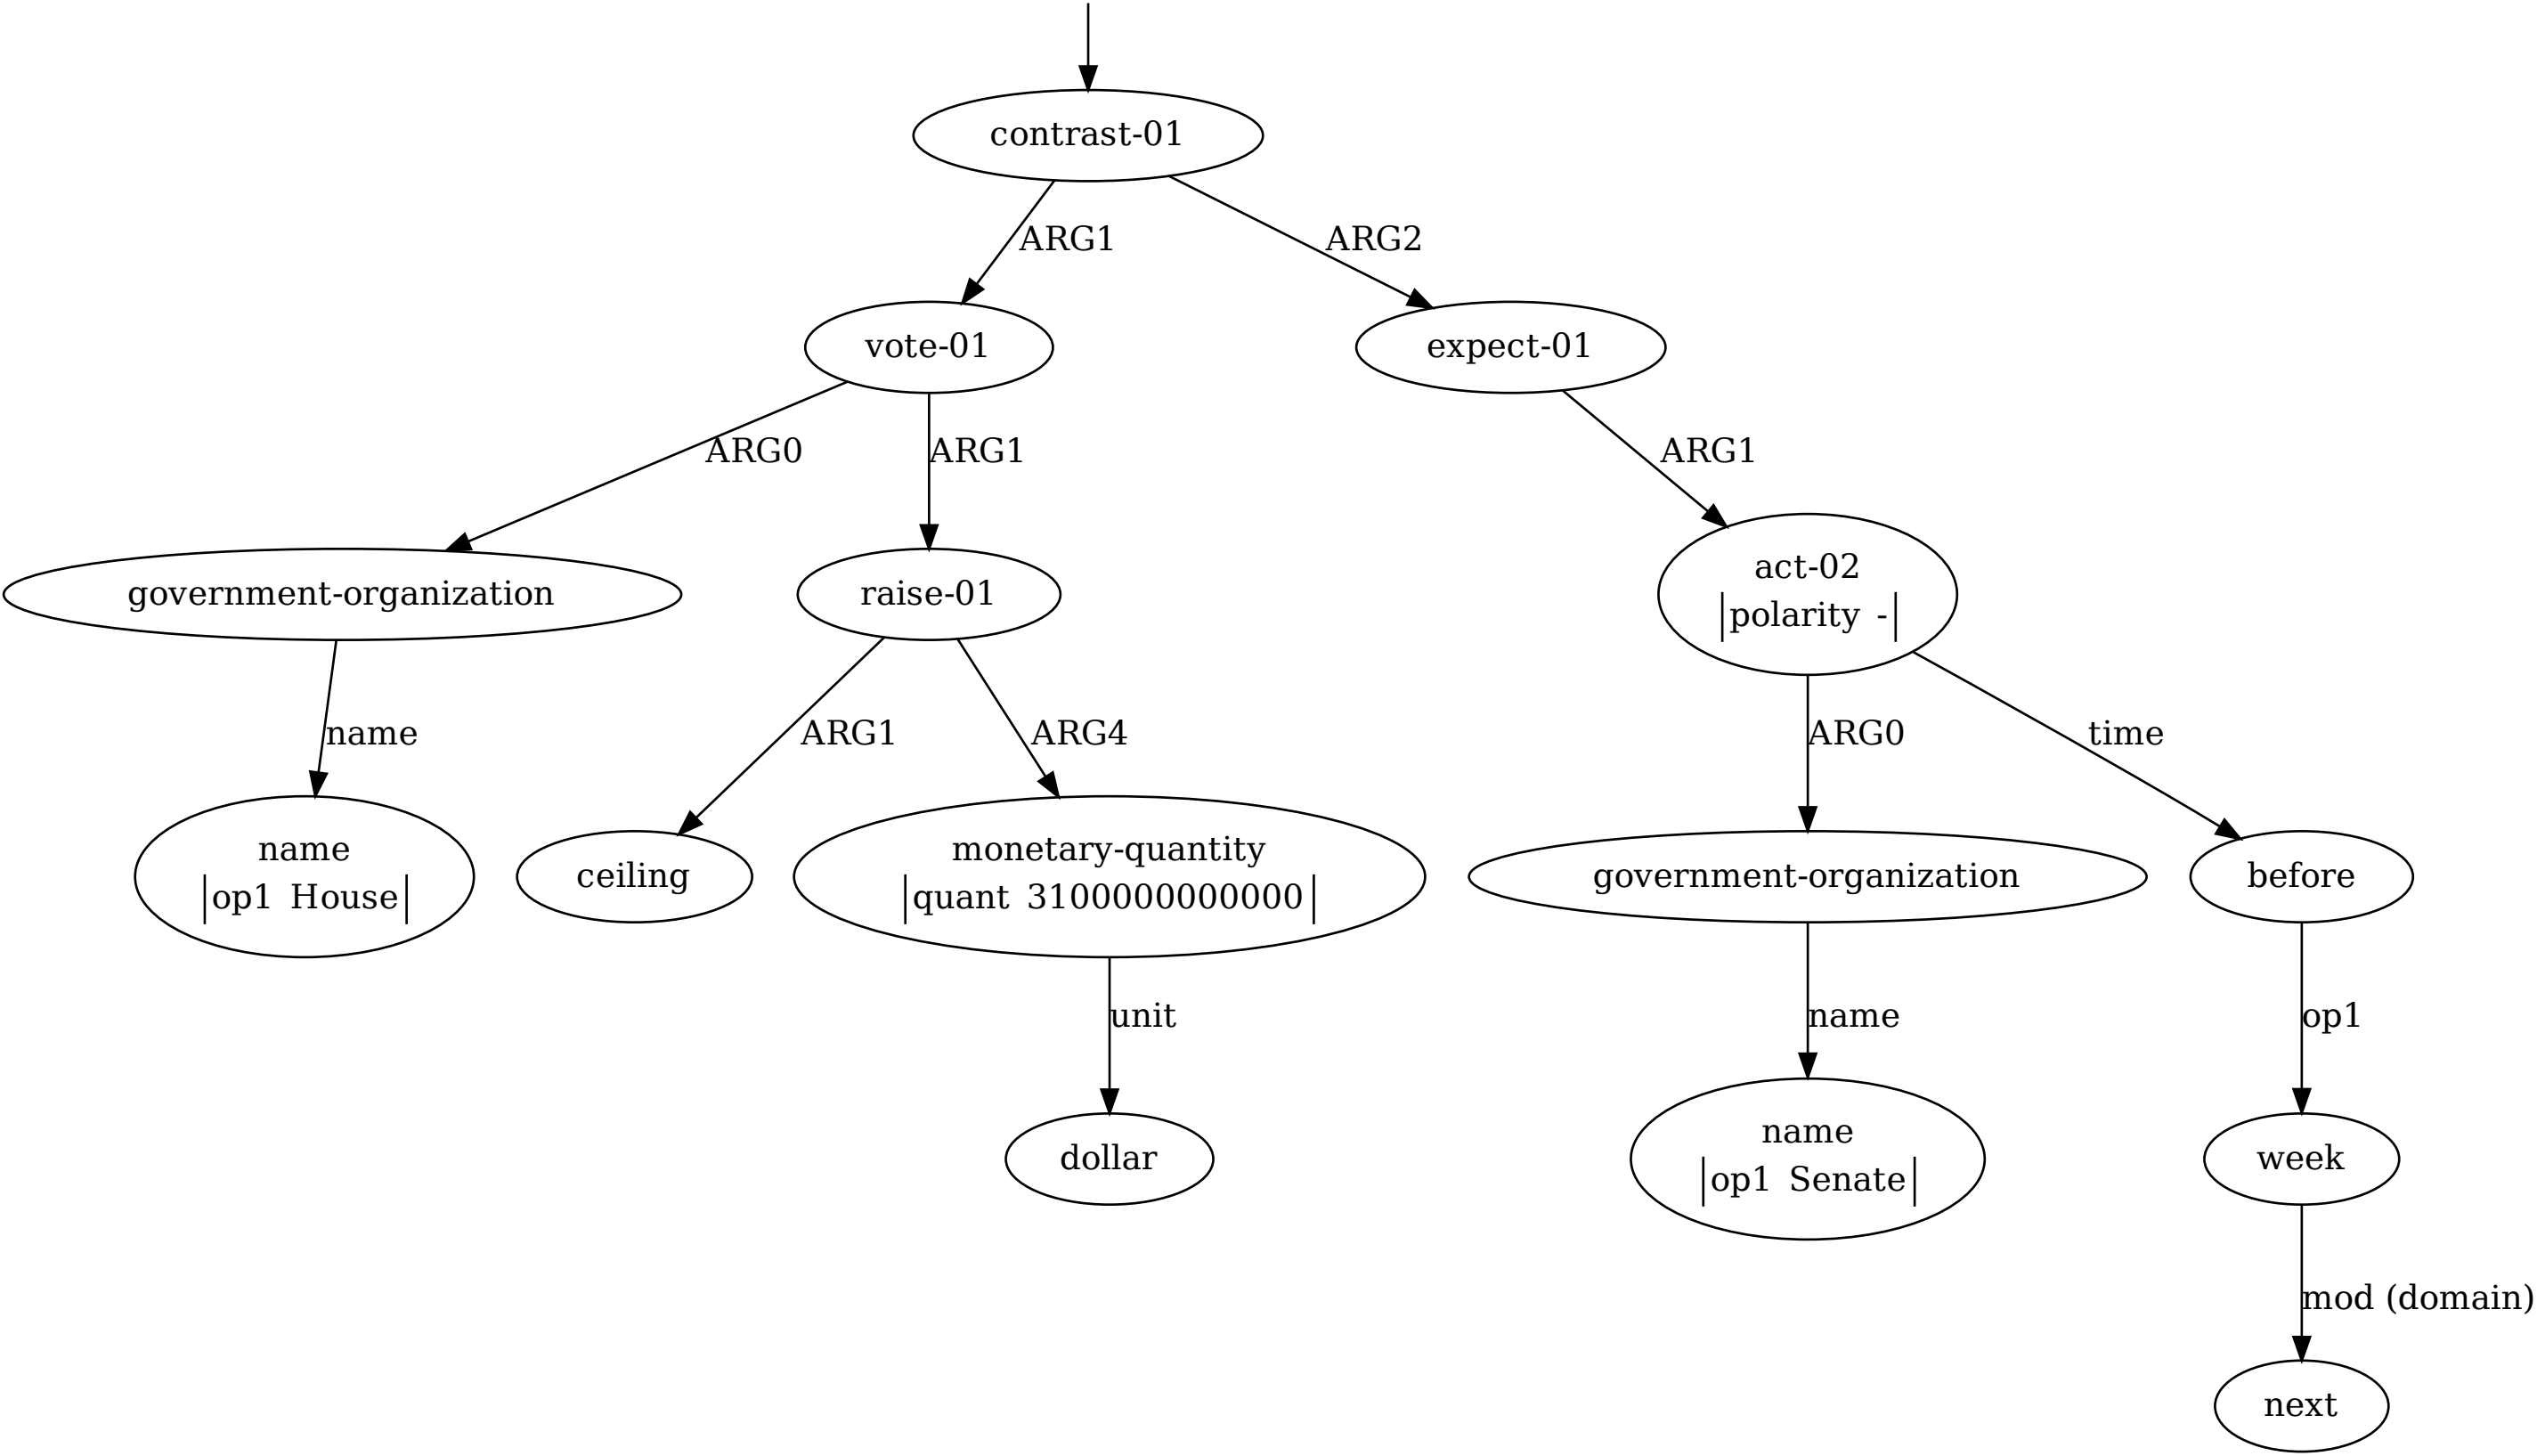 contrast-01
ARG1
ARG2
vote-01
expect-01
ARG0
ARG1
ARG1
government-organization
raise-01
act-02
|polarity -|
name
ARG1
ARG4
ARG0
time
name
|op1 House|
ceiling
monetary-quantity
|quant 3100000000000|
government-organization
before
unit
name
op1
dollar
name
|op1 Senate|
week
mod (domain)
next